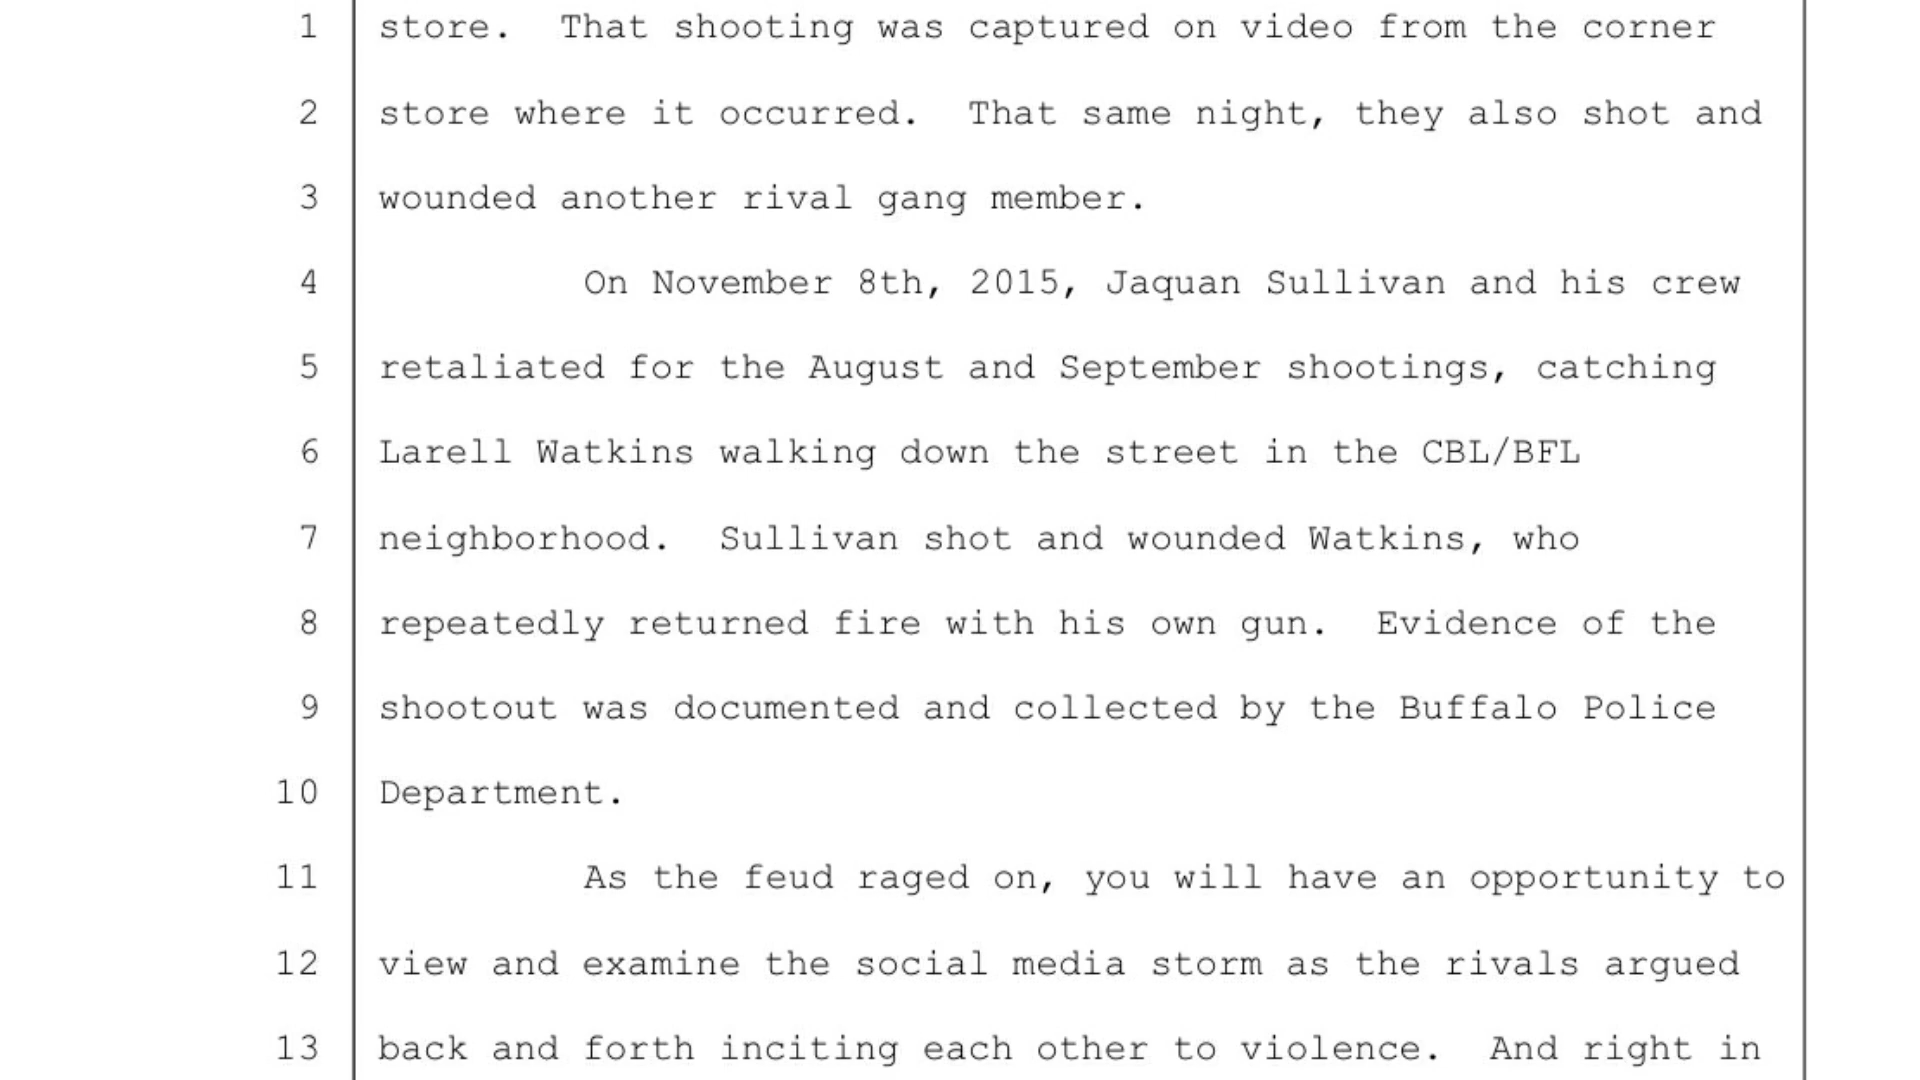 1 store.  That shooting was captured on video from the corner
2 store where it occurred.  That same night, they also shot and
3 wounded another rival gang member.
4 On November 8th, 2015, Jaquan Sullivan and his crew
5 retaliated for the August and September shootings, catching
6 Larell Watkins walking down the street in the CBL/BFL
7 neighborhood.  Sullivan shot and wounded Watkins, who
8 repeatedly returned fire with his own gun.  Evidence of the
9 shootout was documented and collected by the Buffalo Police
10 Department.
11 As the feud raged on, you will have an opportunity to
12 view and examine the social media storm as the rivals argued
13 back and forth inciting each other to violence.  And right in